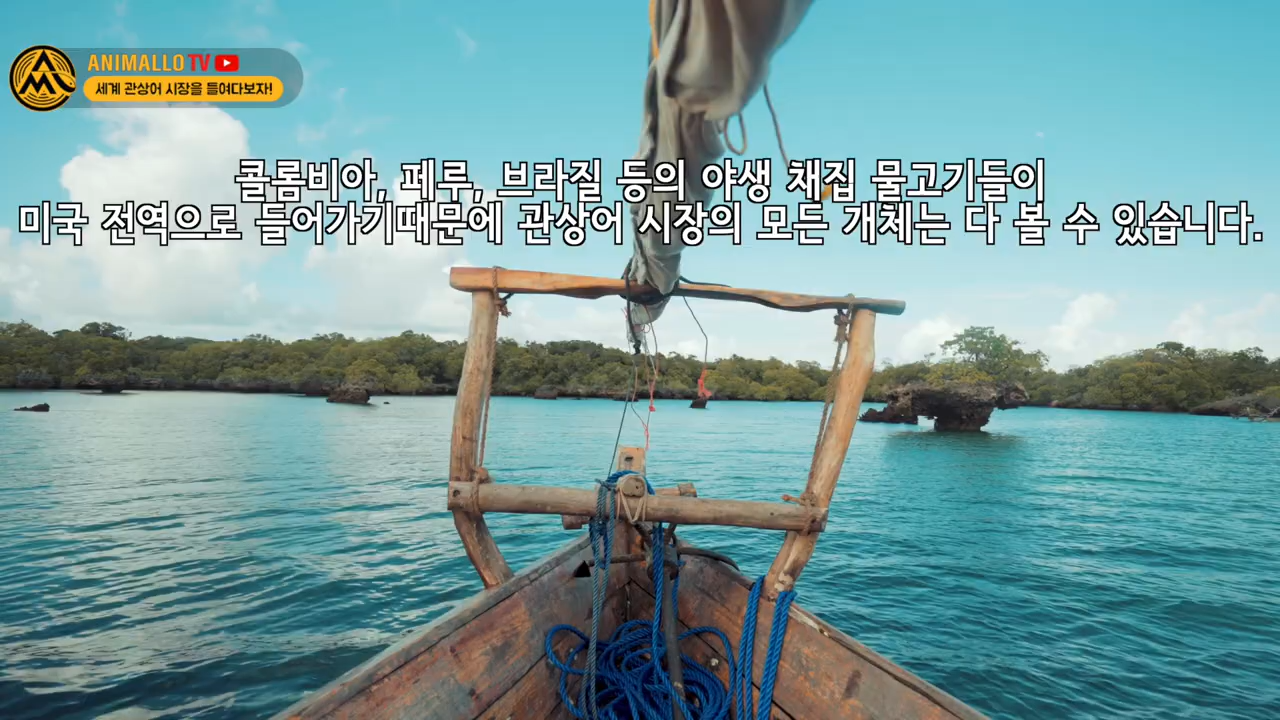 ANIMALLO TV
세계 관상어 시장을 들여다보자!
콜롬비아, 페루, 브라질 등의 야생 채집 물고기들이
미국 전역으로 들어가기때문에 관상어 시장의 모든 개체는 다 볼 수 있습니다.